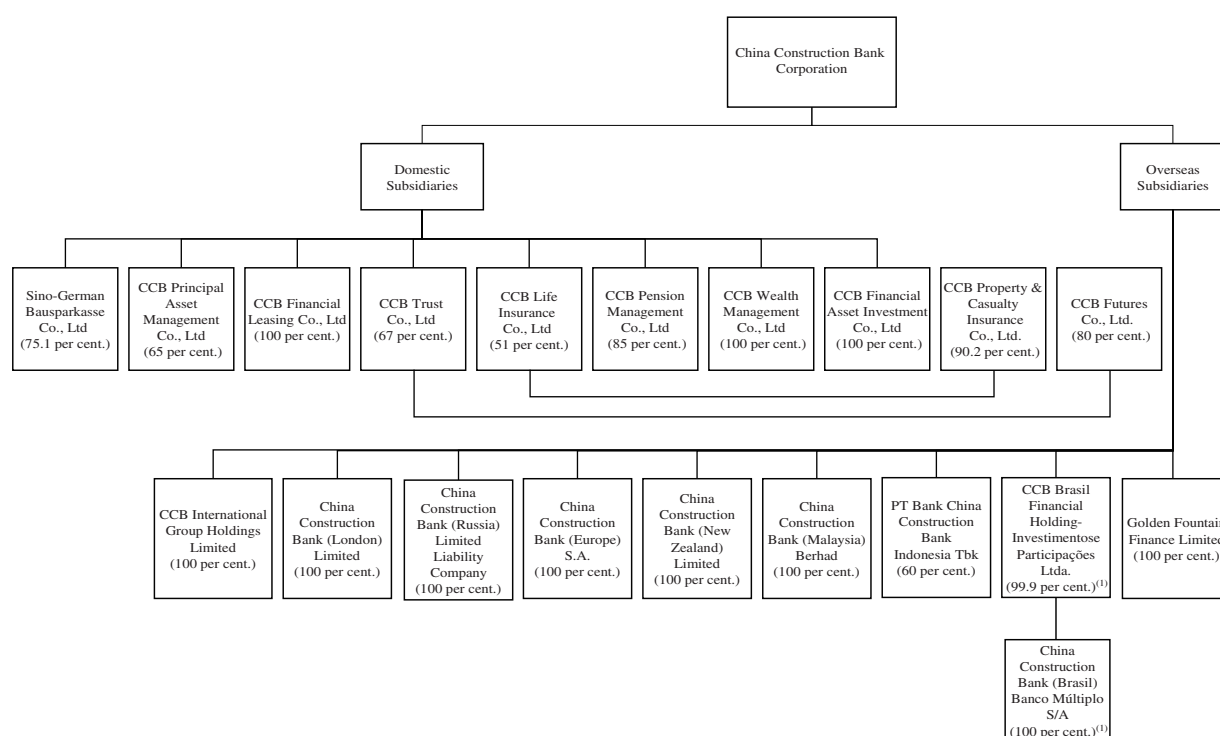 China Construction Bank
Corporation
Domestic
Subsidiaries
Overseas
Subsidiaries
Sino-German
Bausparkasse
Co., Ltd
(75.1 per cent.)
CCB Principal
Asset
Management
Co., Ltd
(65 per cent.)
CCB Financial
Leasing Co., Ltd
(100 per cent.)
CCB Trust
Co., Ltd
(67 per cent.)
CCB Life
Insurance
Co., Ltd
(51 per cent.)
CCB Pension
Management
Co., Ltd
(85 per cent.)
CCB Wealth
Management
Co., Ltd
(100 per cent.)
CCB Financial
Asset Investment
Co., Ltd
(100 per cent.)
CCB Property &
Casualty
Insurance
Co., Ltd.
(90.2 per cent.)
CCB Futures
Co., Ltd.
(80 per cent.)
CCB International
Group Holdings
Limited
(100 per cent.)
China
Construction
Bank (London)
Limited
(100 per cent.)
China
Construction
Bank (Russia)
Limited
Liability
Company
(100 per cent.)
China
Construction
Bank (Europe)
S.A.
(100 per cent.)
China
Construction
Bank (New
Zealand)
Limited
(100 per cent.)
China
Construction
Bank (Malaysia)
Berhad
(100 per cent.)
PT Bank China
Construction
Bank
Indonesia Tbk
(60 per cent.)
CCB Brasil
Financial
Holding-
Investimentose
Participações
Ltda.
(99.9 per cent.)(1)
Golden Fountain
Finance Limited
(100 per cent.)
China
Construction
Bank (Brasil)
Banco Múltiplo
S/A
(100 per cent.)(1)